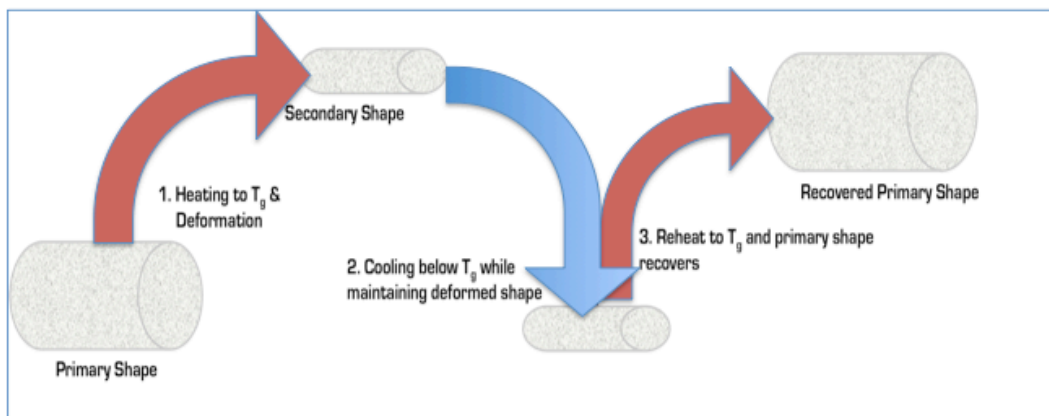 Secondary Shape
1. Heating to Tg &
Deformation
Primary Shape
2. Cooling below Tg while
maintaining deformed shape
3. Reheat to Tg and primary shape
recovers
Recovered Primary Shape